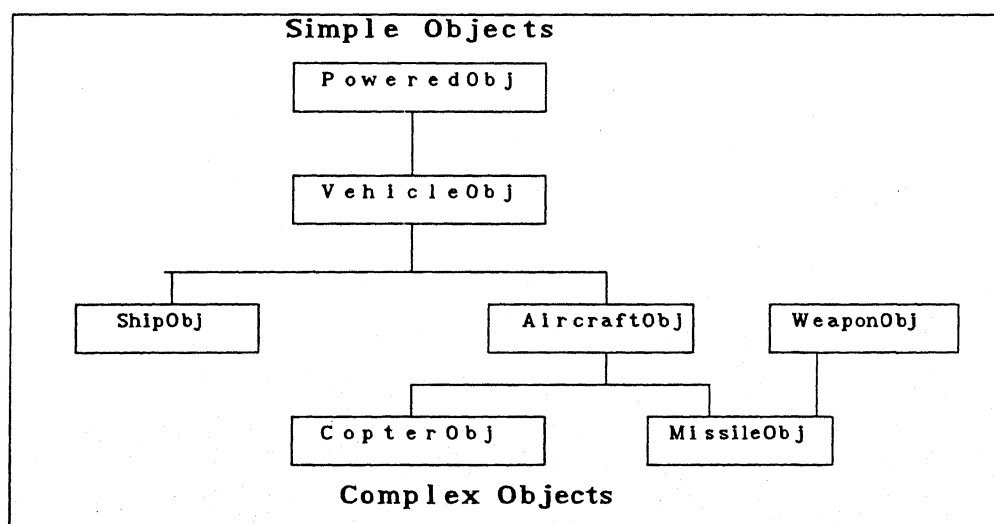 Simple Objects
PoweredObj
VehicleObj
ShipObj
AircraftObj
WeaponObj
CopterObj
MissileObj
Complex Objects